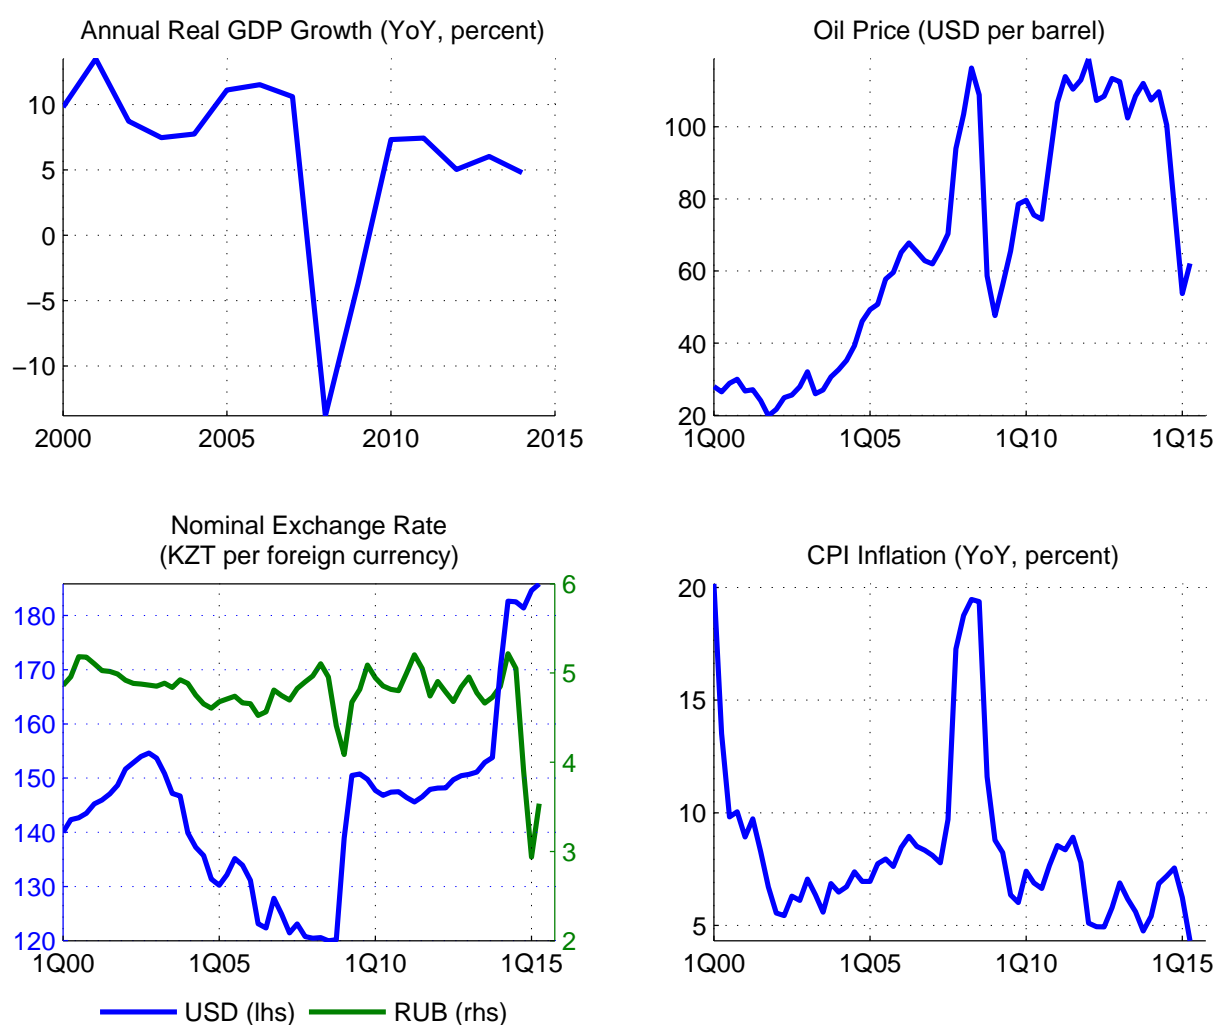 Annual Real GDP Growth (YoY, percent)
10
5
0
−5
−10
2000 2005 2010 2015
Oil Price (USD per barrel)
100
80
60
40
20
1Q00 1Q05 1Q10 1Q15
Nominal Exchange Rate
(KZT per foreign currency)
180
170
160
150
140
130
120
6
5
4
3
2
1Q00 1Q05 1Q10 1Q15
USD (lhs) RUB (rhs)
CPI Inflation (YoY, percent)
20
15
10
5
1Q00 1Q05 1Q10 1Q15